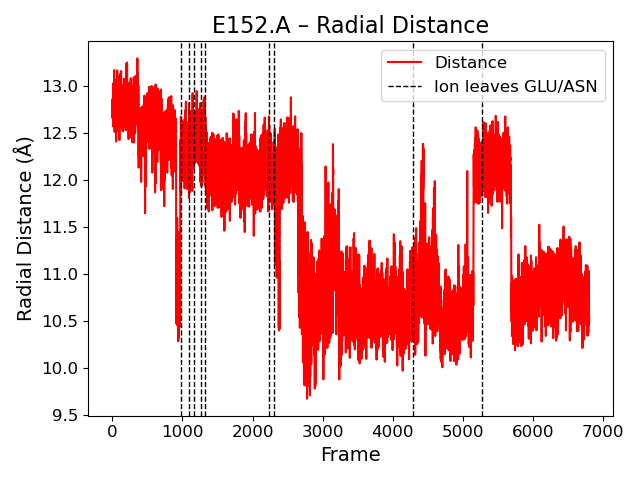 E152.A – Radial Distance
Distance
Ion leaves GLU/ASN
Radial Distance (Å)
13.0
12.5
12.0
11.5
11.0
10.5
10.0
9.5
0 1000 2000 3000 4000 5000 6000 7000
Frame